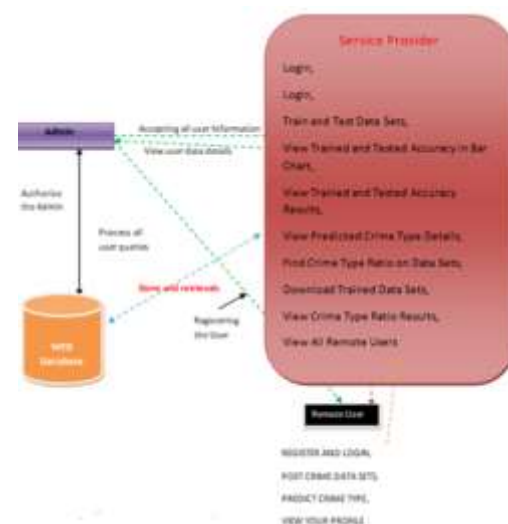 Service Provider
Login,
Login,
Train and Test Data Sets,
View Trained and Tested Accuracy in Bar
Chart,
View Trained and Tested Accuracy
Results,
View Predicted Crime Type Details,
Find Crime Type Ratio on Data Sets,
Download Trained Data Sets,
View Crime Type Ratio Results,
View All Remote Users
Admin
Accepting all user Information
View user data details
Authorize
the Admin
Process all
user queries
Store and retrievals
Registering
the User
WEB
Database
Remote User
REGISTER AND LOGIN,
POST CRIME DATA SETS,
PREDICT CRIME TYPE,
VIEW YOUR PROFILE